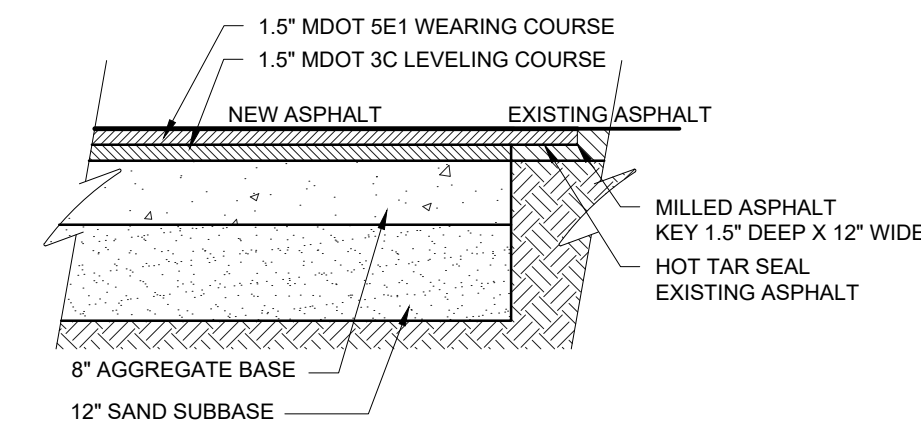 1.5" MDOT 5E1 WEARING COURSE
1.5" MDOT 3C LEVELING COURSE
NEW ASPHALT
EXISTING ASPHALT
MILLED ASPHALT
KEY 1.5" DEEP X 12" WIDE
HOT TAR SEAL
EXISTING ASPHALT
8" AGGREGATE BASE
12" SAND SUBBASE